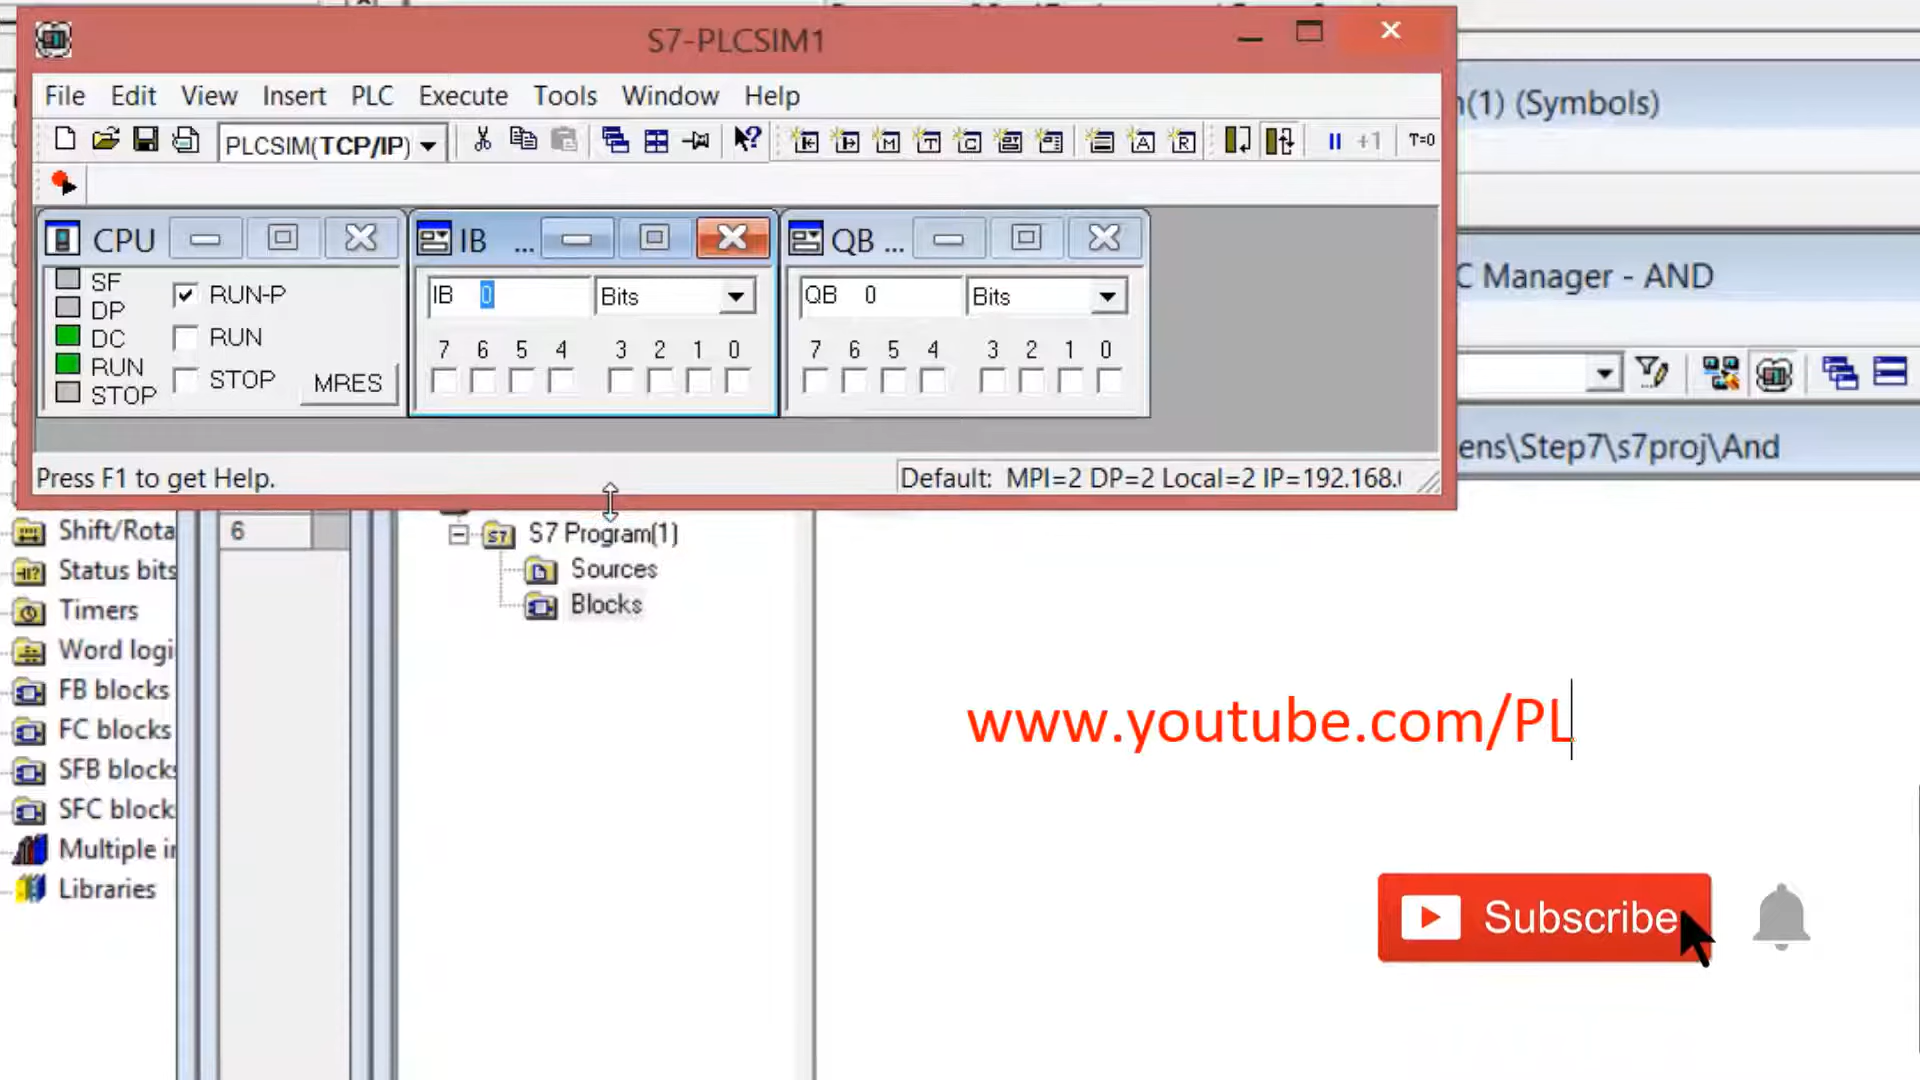 S7-PLCSIM1
File Edit View Insert PLC Execute Tools Window Help
PLCSIM(TCP/IP) +1 T=0
CPU IB ... QB ...
SF
DP
DC
RUN
STOP
RUN-P
RUN
STOP
MRES
IB 0 Bits
7 6 5 4 3 2 1 0
QB 0 Bits
7 6 5 4 3 2 1 0
Press F1 to get Help.
Default: MPI=2 DP=2 Local=2 IP=192.168.
(1) (Symbols)
C Manager - AND
ens\Step7\s7proj\And
Shift/Rota
Status bits
Timers
Word logi
FB blocks
FC blocks
SFB blocks
SFC block
Multiple in
Libraries
6
S7 Program(1)
Sources
Blocks
www.youtube.com/PL
Subscribe